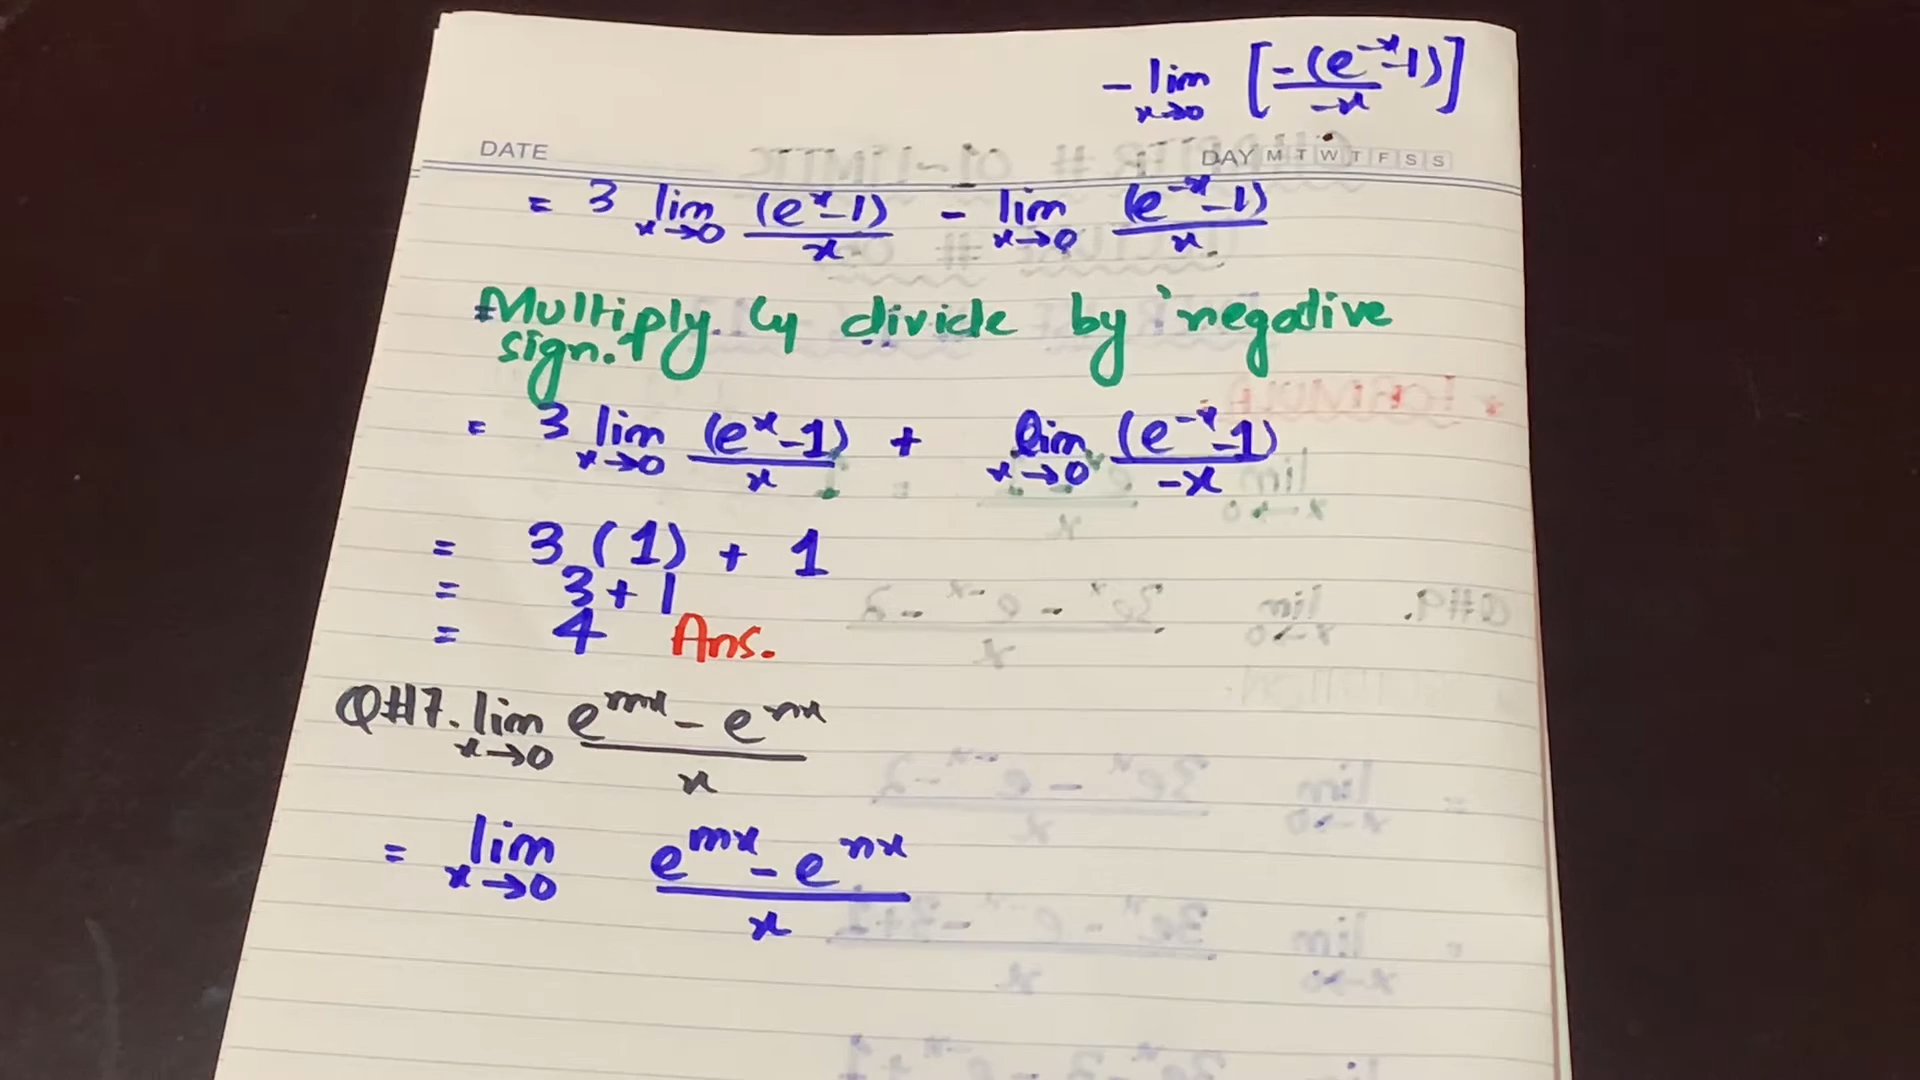 -lim x→0 [-(e^-x-1)/-x]
DATE DAY M T W T F S S
= 3 lim x→0 (e^x-1)/x - lim x→0 (e^-x-1)/x
Multiply & divide by negative
sign.
= 3 lim x→0 (e^x-1)/x + lim x→0 (e^-x-1)/-x
= 3(1) + 1
= 3+1
= 4 Ans.
Q#7. lim x→0 e^mx - e^nx / x
= lim x→0 e^mx - e^nx / x